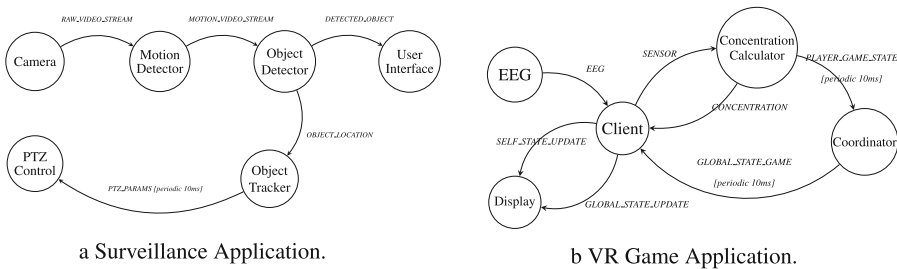 RAW_VIDEO_STREAM
MOTION_VIDEO_STREAM
DETECTED_OBJECT
Camera
Motion
Detector
Object
Detector
User
Interface
OBJECT_LOCATION
PTZ
Control
PTZ_PARAMS [periodic 10ms]
Object
Tracker
a Surveillance Application.
EEG
EEG
SENSOR
Concentration
Calculator
PLAYER_GAME_STATE
[periodic 10ms]
CONCENTRATION
Client
Coordinator
SELF_STATE_UPDATE
GLOBAL_STATE_GAME
[periodic 10ms]
Display
GLOBAL_STATE_UPDATE
b VR Game Application.